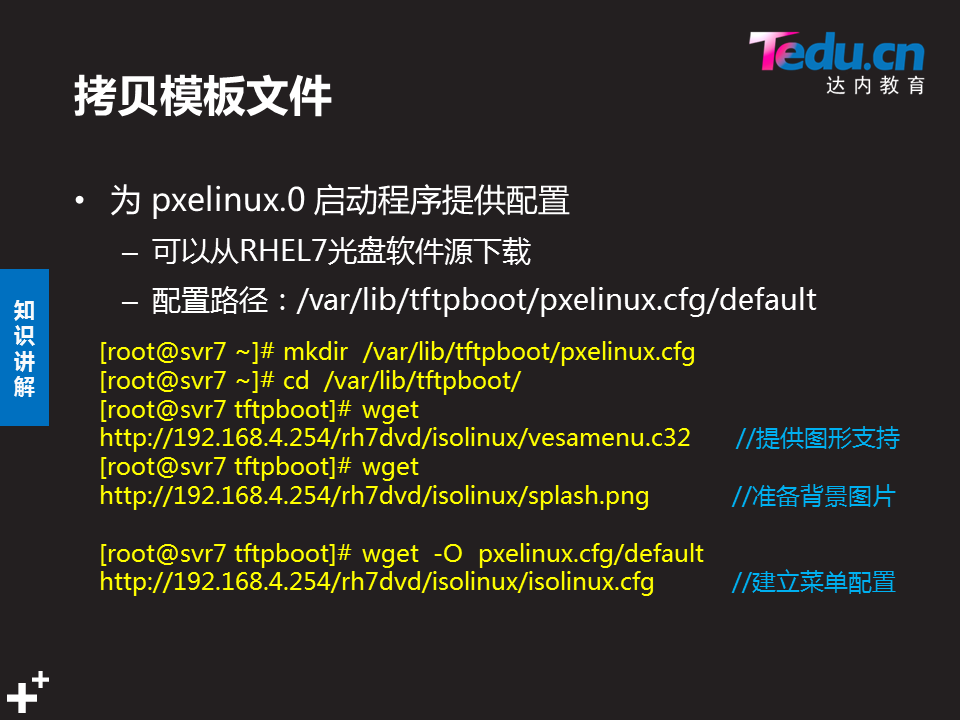 Tedu.cn
达内教育
拷贝模板文件
• 为 pxelinux.0 启动程序提供配置
– 可以从RHEL7光盘软件源下载
– 配置路径：/var/lib/tftpboot/pxelinux.cfg/default
知识讲解
[root@svr7 ~]# mkdir  /var/lib/tftpboot/pxelinux.cfg
[root@svr7 ~]# cd  /var/lib/tftpboot/
[root@svr7 tftpboot]# wget
http://192.168.4.254/rh7dvd/isolinux/vesamenu.c32 //提供图形支持
[root@svr7 tftpboot]# wget
http://192.168.4.254/rh7dvd/isolinux/splash.png //准备背景图片
[root@svr7 tftpboot]# wget  -O  pxelinux.cfg/default
http://192.168.4.254/rh7dvd/isolinux/isolinux.cfg //建立菜单配置